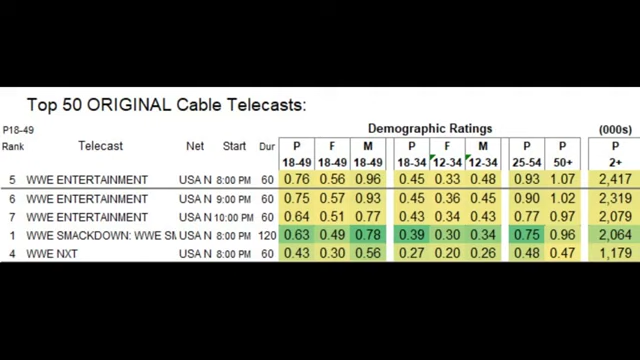 Top 50 ORIGINAL Cable Telecasts:
P18-49 Demographic Ratings (000s)
Rank Telecast Net Start Dur P F M P F M P P P
18-49 18-49 18-49 18-34 12-34 12-34 25-54 50+ 2+
5 WWE ENTERTAINMENT USA N 8:00 PM 60 0.76 0.56 0.96 0.45 0.33 0.48 0.93 1.07 2,417
6 WWE ENTERTAINMENT USA N 9:00 PM 60 0.75 0.57 0.93 0.45 0.36 0.45 0.90 1.02 2,319
7 WWE ENTERTAINMENT USA N 10:00 PM 60 0.64 0.51 0.77 0.43 0.34 0.43 0.77 0.97 2,079
1 WWE SMACKDOWN: WWE SM USA N 8:00 PM 120 0.63 0.49 0.78 0.39 0.30 0.34 0.75 0.96 2,064
4 WWE NXT USA N 8:00 PM 60 0.43 0.30 0.56 0.27 0.20 0.26 0.48 0.47 1,179